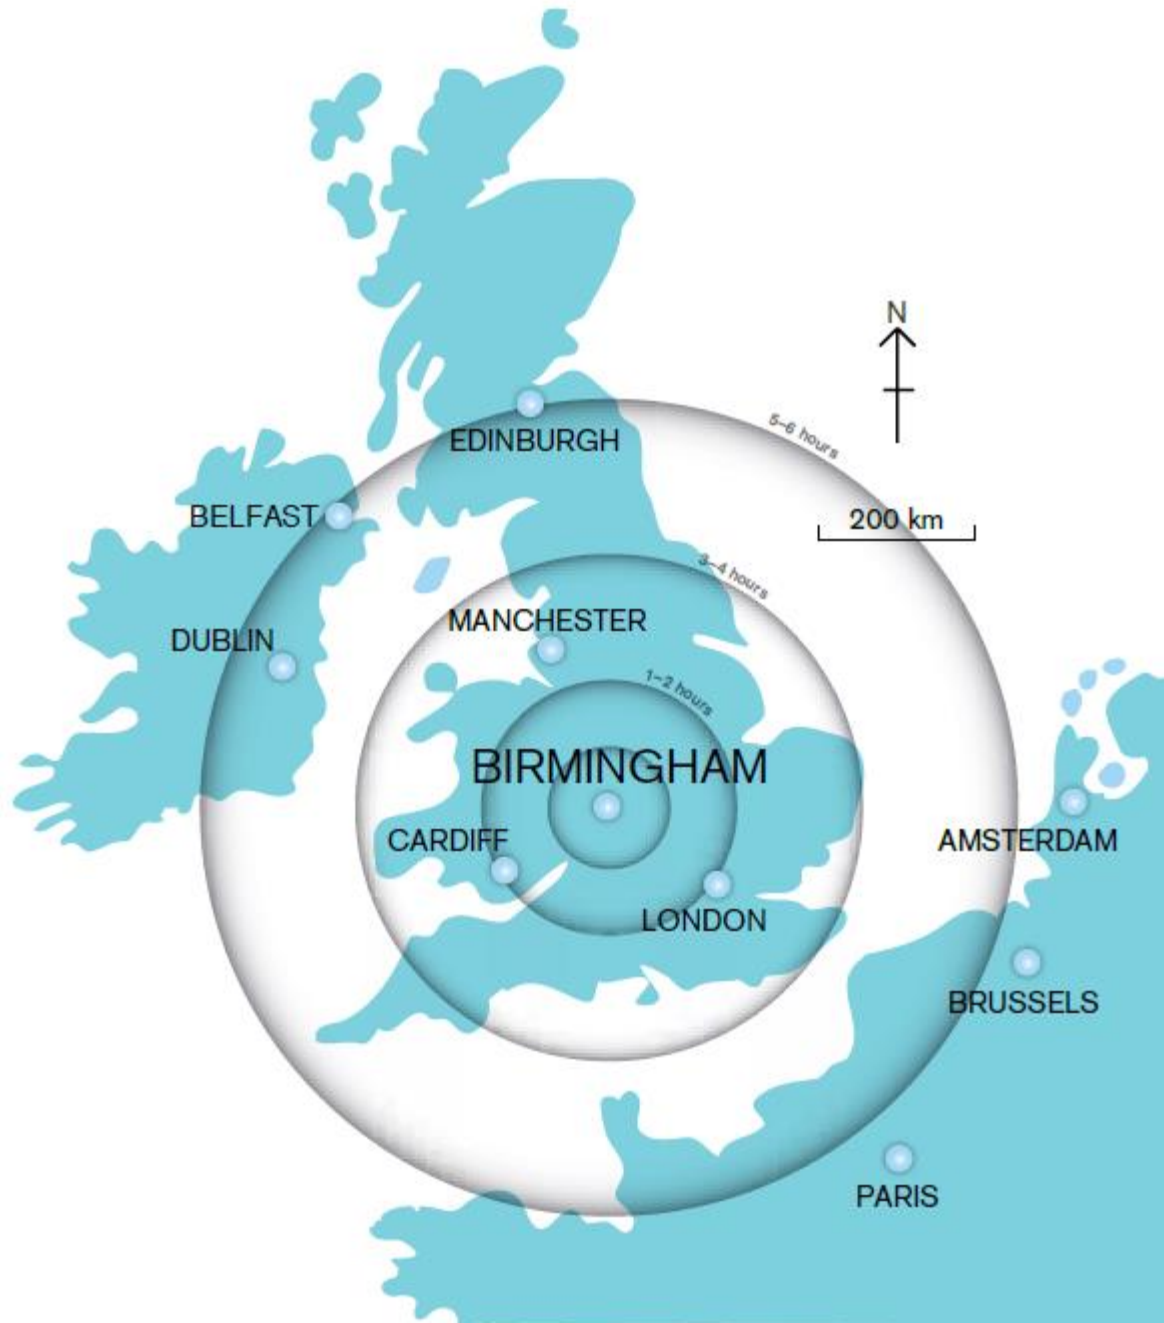 N
EDINBURGH
5–6 hours
BELFAST
200 km
3–4 hours
MANCHESTER
DUBLIN
1–2 hours
BIRMINGHAM
CARDIFF
AMSTERDAM
LONDON
BRUSSELS
PARIS